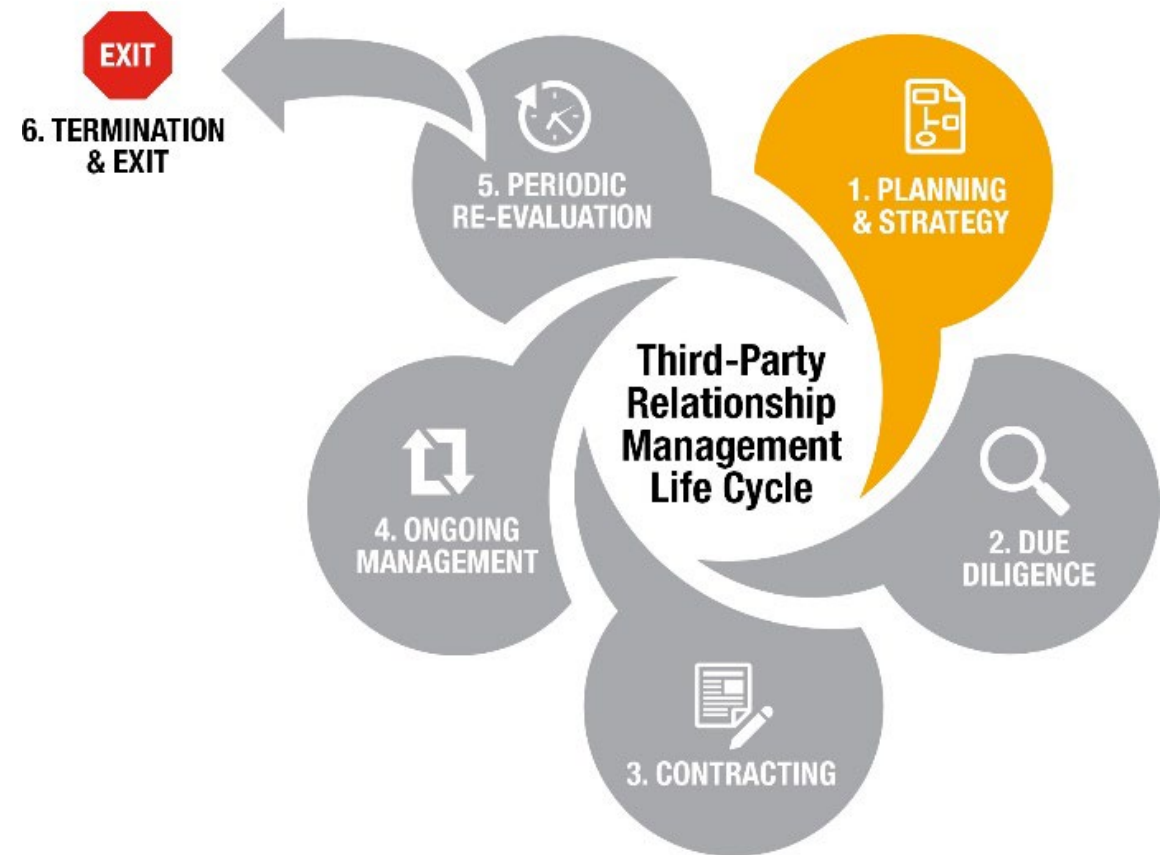 EXIT
6. TERMINATION
& EXIT
5. PERIODIC
RE-EVALUATION
1. PLANNING
& STRATEGY
Third-Party
Relationship
Management
Life Cycle
4. ONGOING
MANAGEMENT
2. DUE
DILIGENCE
3. CONTRACTING